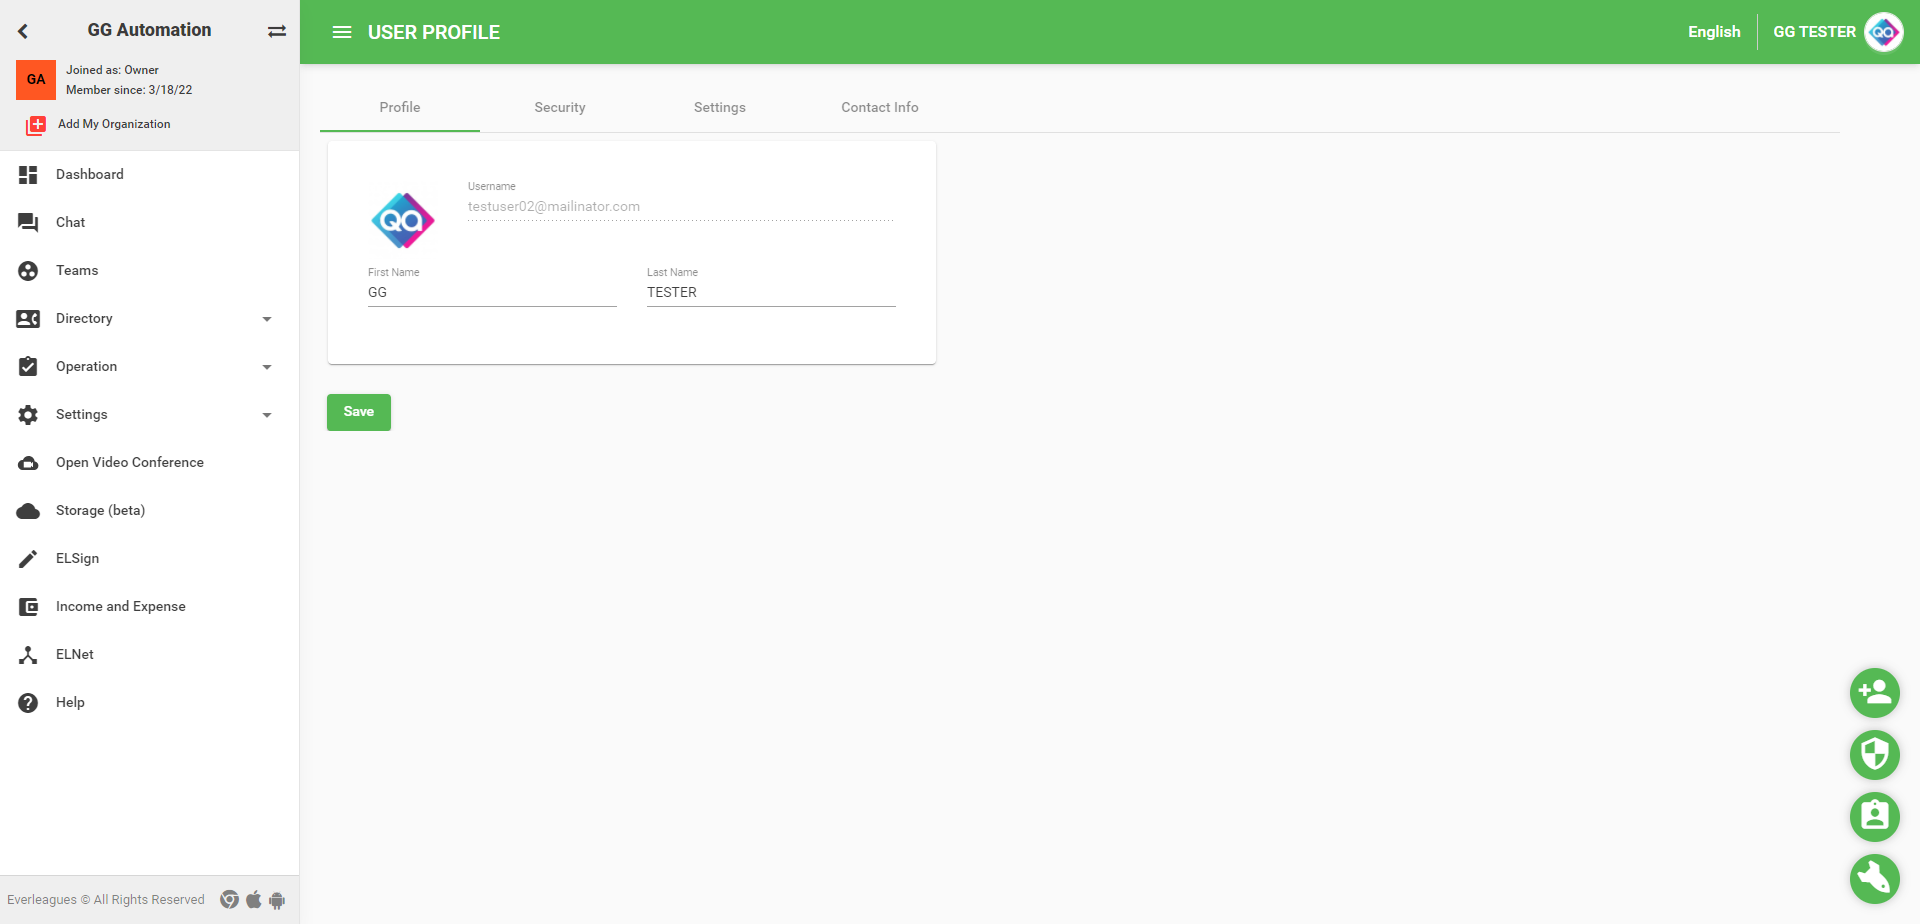 GG Automation
GA
Joined as: Owner
Member since: 3/18/22
Add My Organization
Dashboard
Chat
Teams
Directory
Operation
Settings
Open Video Conference
Storage (beta)
ELSign
Income and Expense
ELNet
Help
Everleagues © All Rights Reserved
USER PROFILE
English
GG TESTER
QA
Profile
Security
Settings
Contact Info
QA
Username
testuser02@mailinator.com
First Name
GG
Last Name
TESTER
Save